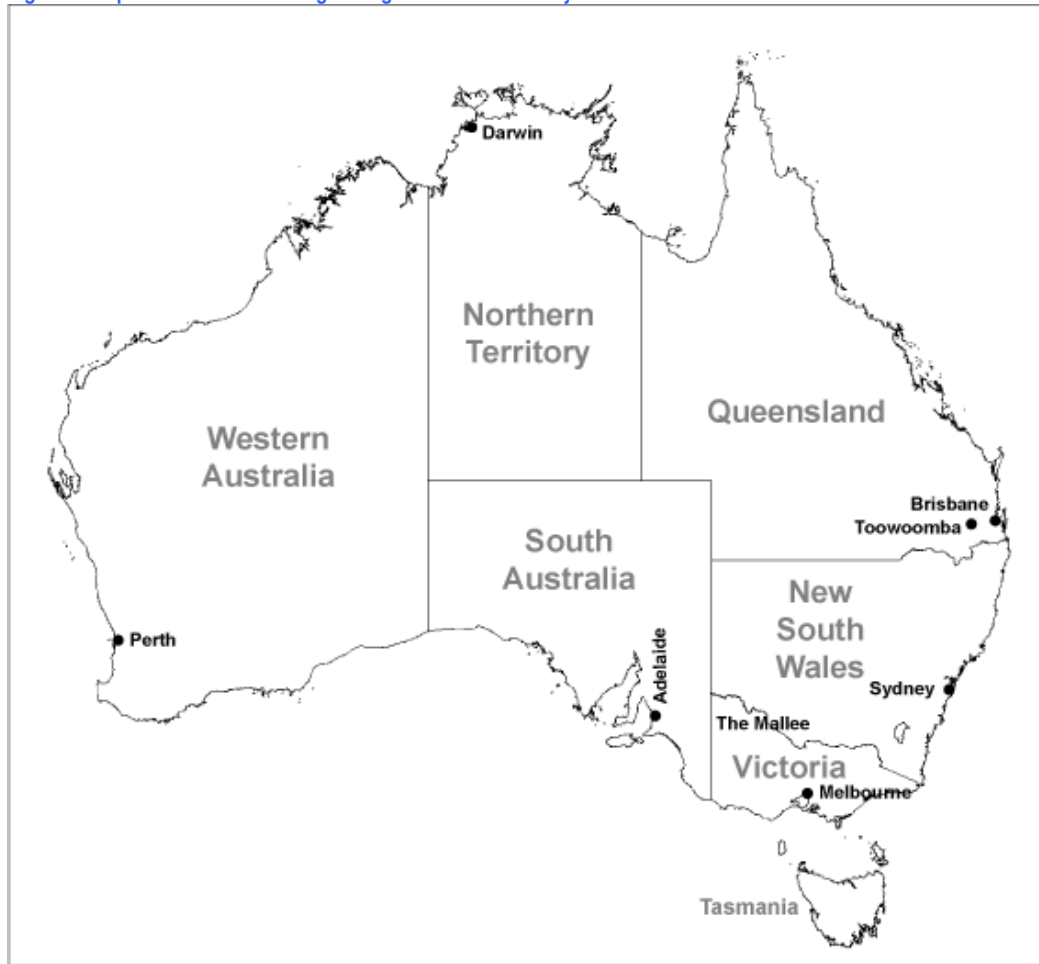 Darwin
Northern
Territory
Queensland
Western
Australia
Brisbane
Toowoomba
South
Australia
New
South
Wales
Perth
Adelaide
Sydney
The Mallee
Victoria
Melbourne
Tasmania